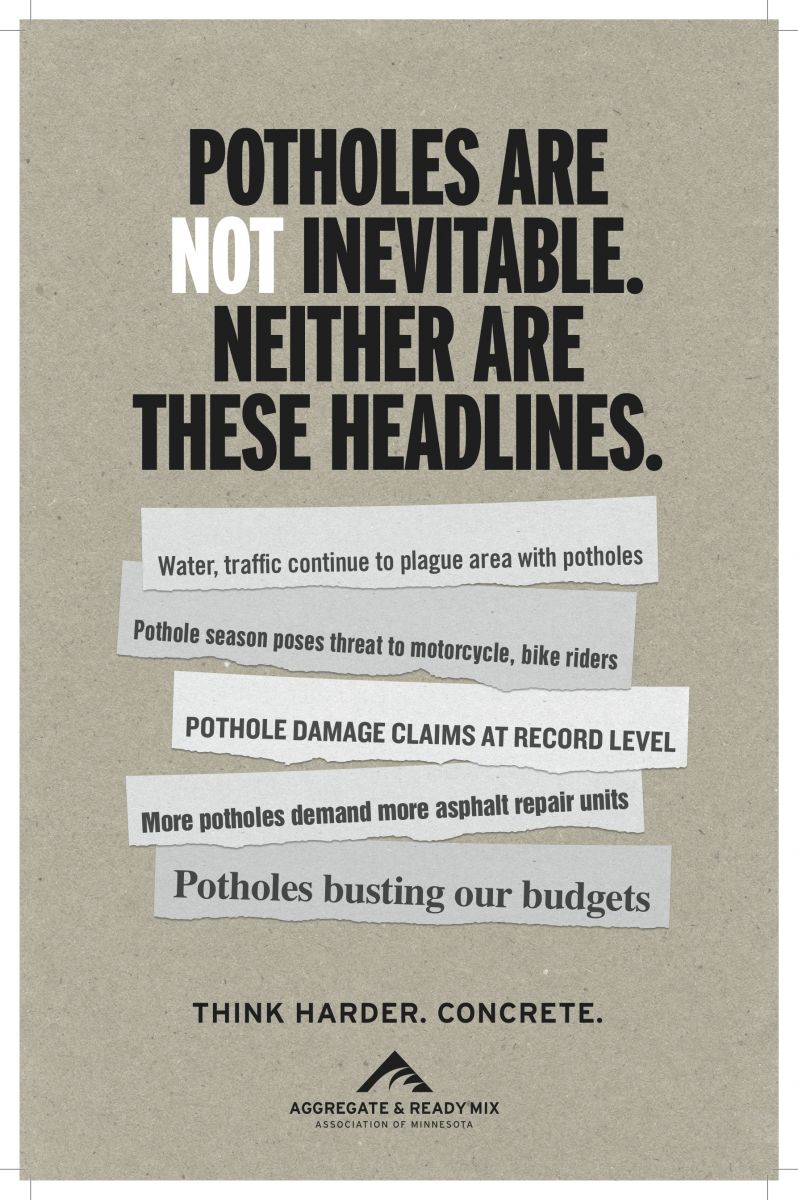 POTHOLES ARE
NOT INEVITABLE.
NEITHER ARE
THESE HEADLINES.
Water, traffic continue to plague area with potholes
Pothole season poses threat to motorcycle, bike riders
POTHOLE DAMAGE CLAIMS AT RECORD LEVEL
More potholes demand more asphalt repair units
Potholes busting our budgets
THINK HARDER. CONCRETE.
AGGREGATE & READY MIX
ASSOCIATION OF MINNESOTA